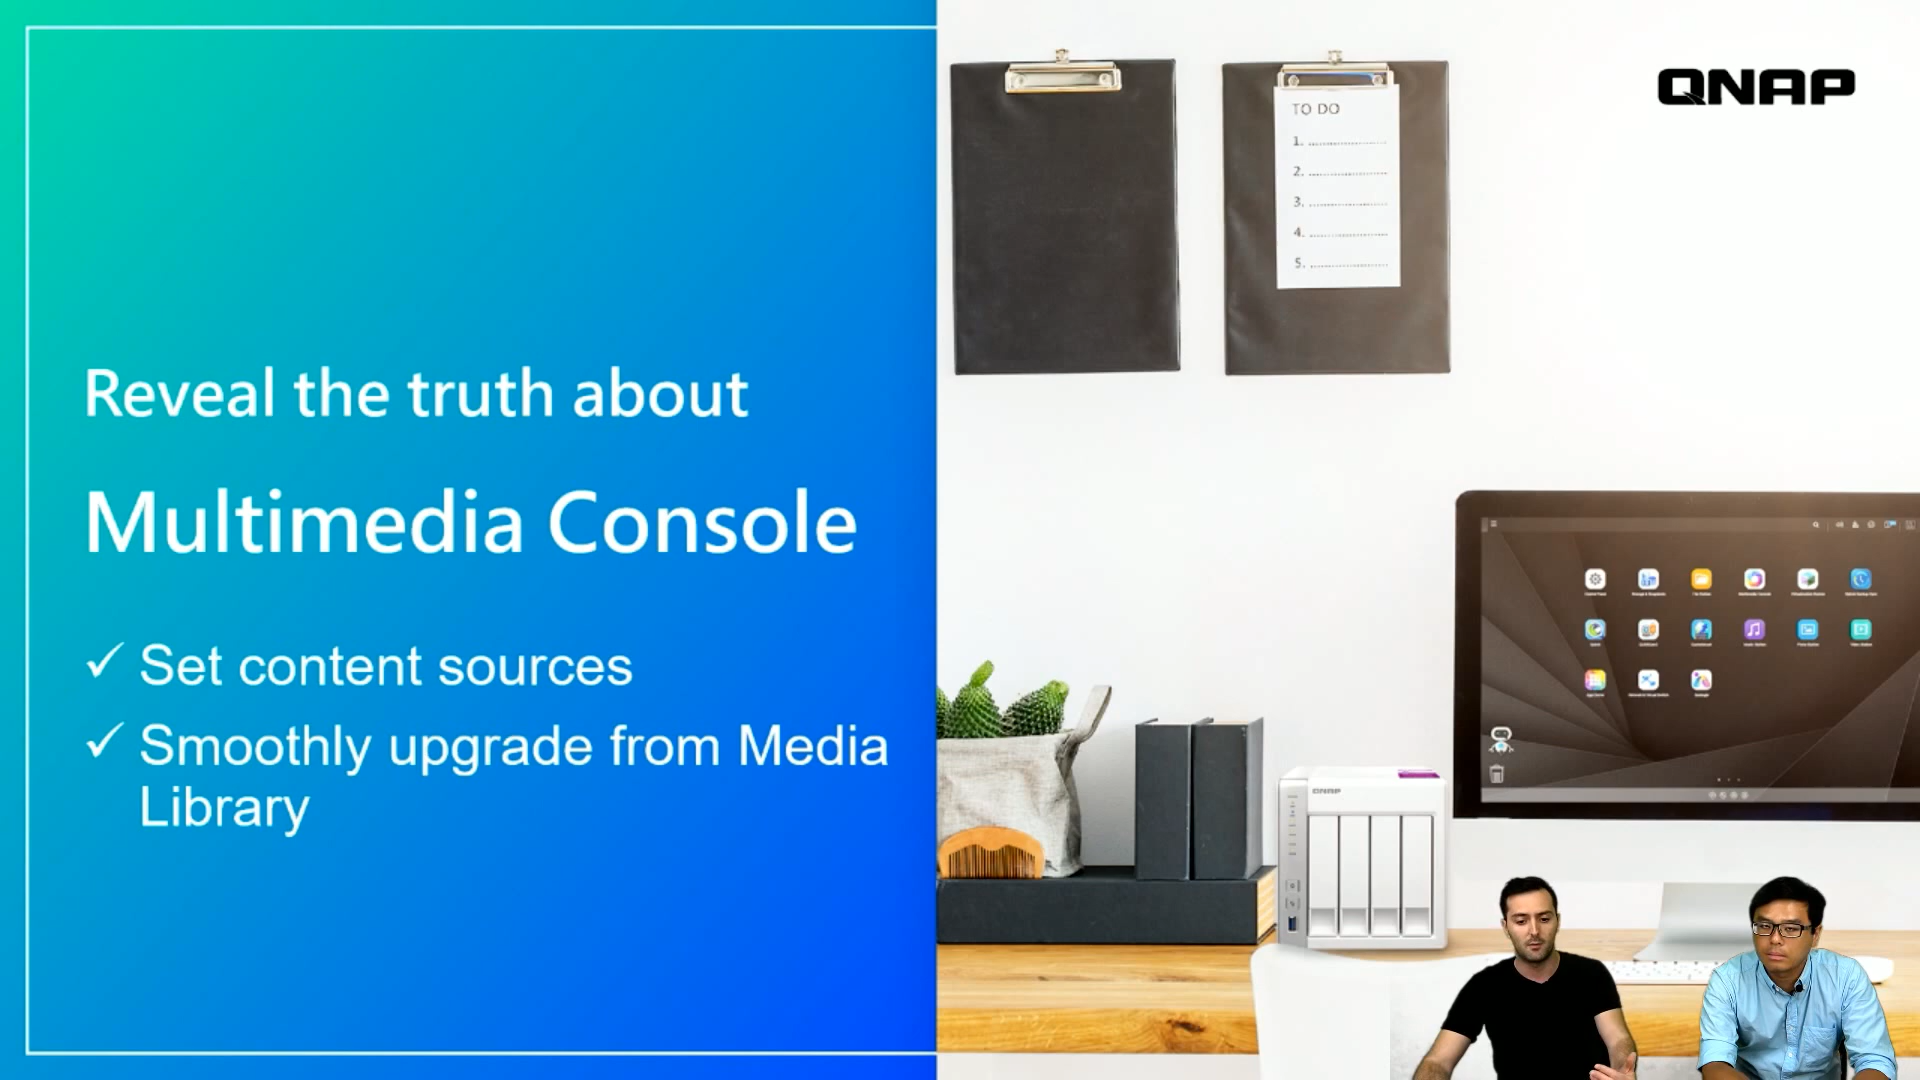 Reveal the truth about
Multimedia Console
✓ Set content sources
✓ Smoothly upgrade from Media
Library
QNAP
TO DO
1.
2.
3.
4.
5.
QNAP